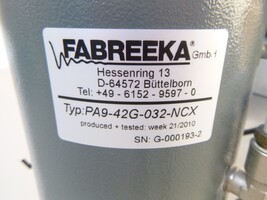 FABREEKA® GmbH
Hessenring 13
D-64572 Büttelborn
Tel: +49 - 6152 - 9597 - 0
Typ: PA9-42G-032-NCX
produced + tested: week 21/2010
SN: G-000193-2